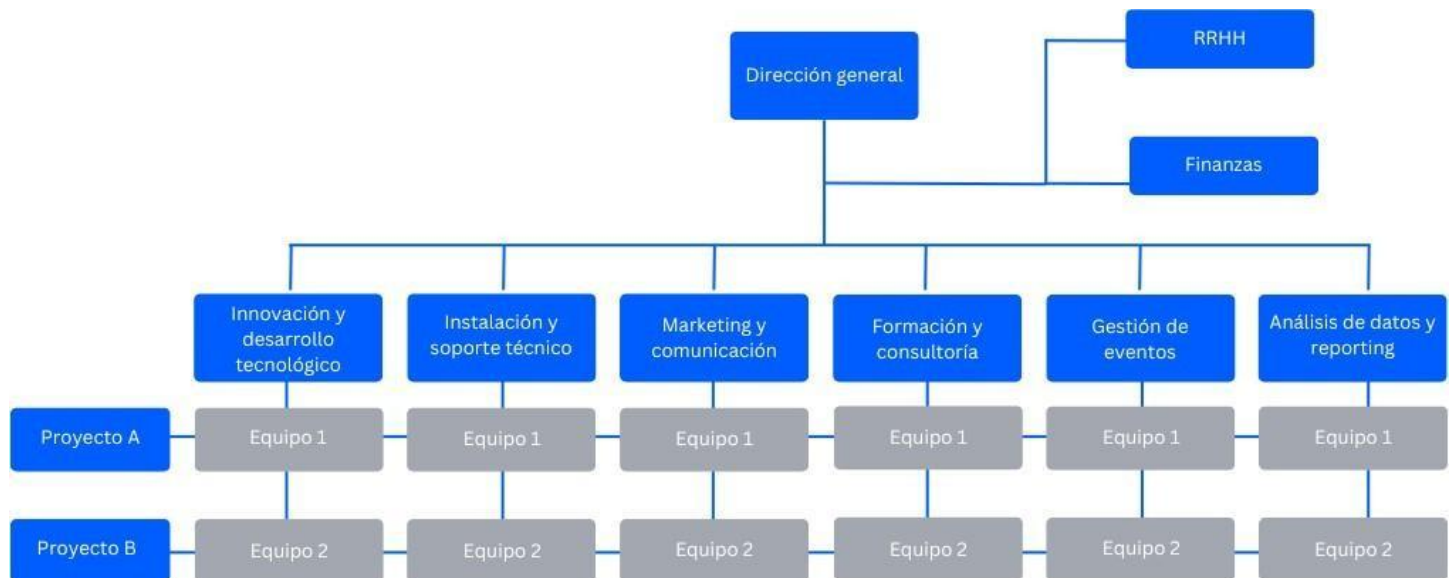 RRHH
Dirección general
Finanzas
Innovación y
desarrollo
tecnológico
Instalación y
soporte técnico
Marketing y
comunicación
Formación y
consultoría
Gestión de
eventos
Análisis de datos y
reporting
Proyecto A
Equipo 1
Equipo 1
Equipo 1
Equipo 1
Equipo 1
Equipo 1
Proyecto B
Equipo 2
Equipo 2
Equipo 2
Equipo 2
Equipo 2
Equipo 2